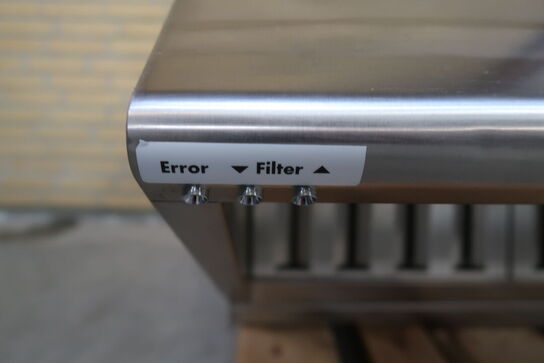 Error ▼ Filter ▲